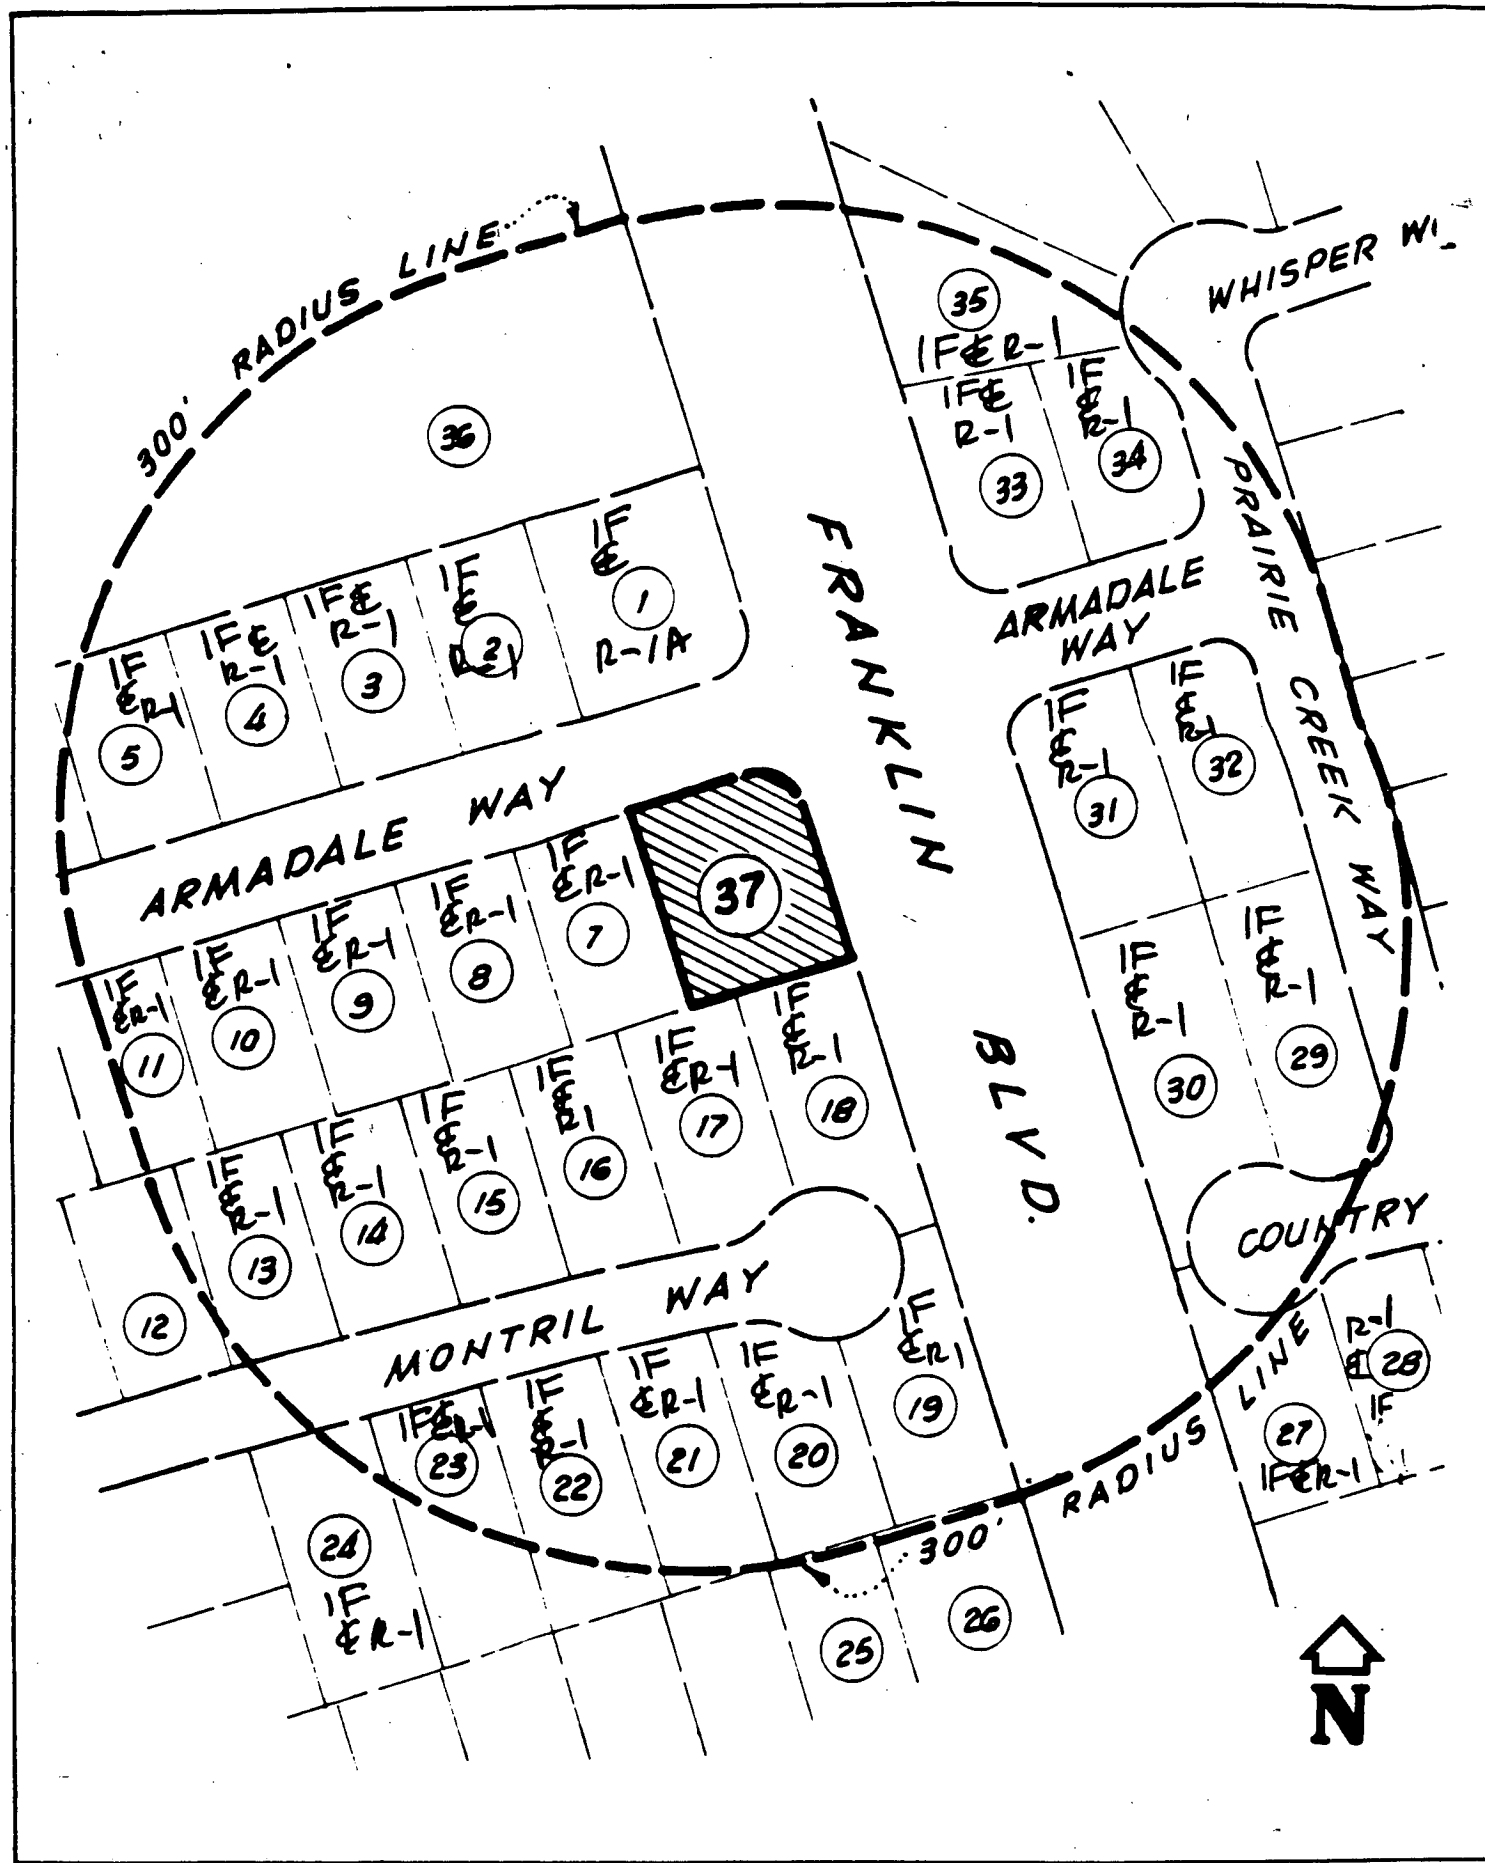 300' RADIUS LINE
WHISPER
35
1F & R-1
1F &
R-1
33
1F
&
R-1
34
36
1F
&
1
R-1A
1F
&
R-1
2
1F &
R-1
3
1F &
R-1
4
1F
& R-1
5
FRANKLIN BLVD.
ARMADALE
WAY
PRAIRIE CREEK WAY
1F
&
R-1
31
1F
&
R-1
32
ARMADALE WAY
37
1F
& R-1
7
1F
& R-1
8
1F
& R-1
9
1F
& R-1
10
1F
& R-1
11
1F
&
R-1
30
1F
&
R-1
29
1F
&
R-1
18
1F
& R-1
17
1F
&
R-1
16
1F
&
R-1
15
1F
&
R-1
14
1F
&
R-1
13
12
COUNTRY
MONTRIL WAY
1F
& R1
19
1F
& R-1
20
1F
& R-1
21
1F
&
R-1
22
1F & R-1
23
24
1F
& R-1
R-1
&
28
1F
27
1F & R-1
300' RADIUS LINE
25
26
N